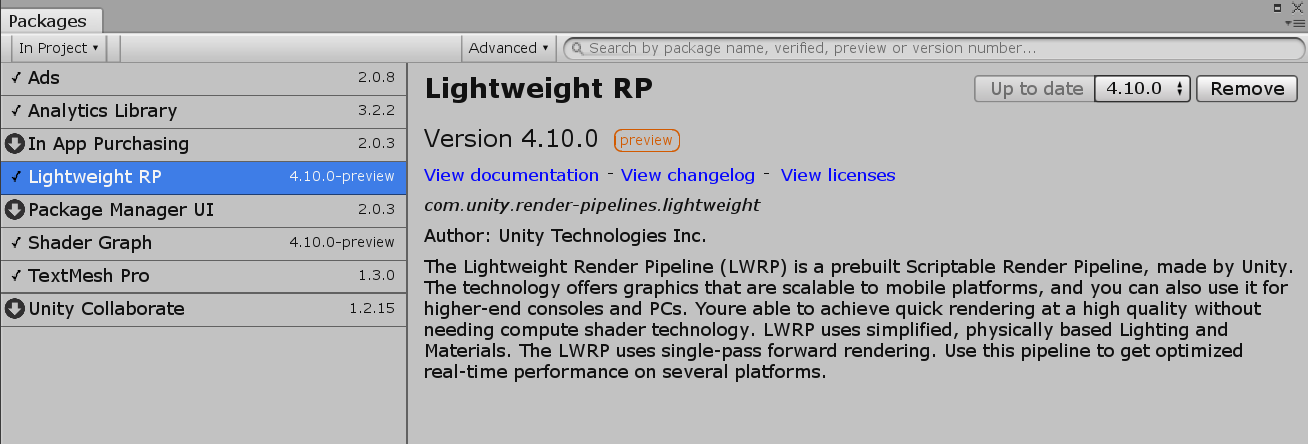 Packages
In Project
Advanced
Search by package name, verified, preview or version number...
Ads 2.0.8
Analytics Library 3.2.2
In App Purchasing 2.0.3
Lightweight RP 4.10.0-preview
Package Manager UI 2.0.3
Shader Graph 4.10.0-preview
TextMesh Pro 1.3.0
Unity Collaborate 1.2.15
Lightweight RP
Up to date 4.10.0 Remove
Version 4.10.0 preview
View documentation - View changelog - View licenses
com.unity.render-pipelines.lightweight
Author: Unity Technologies Inc.
The Lightweight Render Pipeline (LWRP) is a prebuilt Scriptable Render Pipeline, made by Unity.
The technology offers graphics that are scalable to mobile platforms, and you can also use it for
higher-end consoles and PCs. Youre able to achieve quick rendering at a high quality without
needing compute shader technology. LWRP uses simplified, physically based Lighting and
Materials. The LWRP uses single-pass forward rendering. Use this pipeline to get optimized
real-time performance on several platforms.